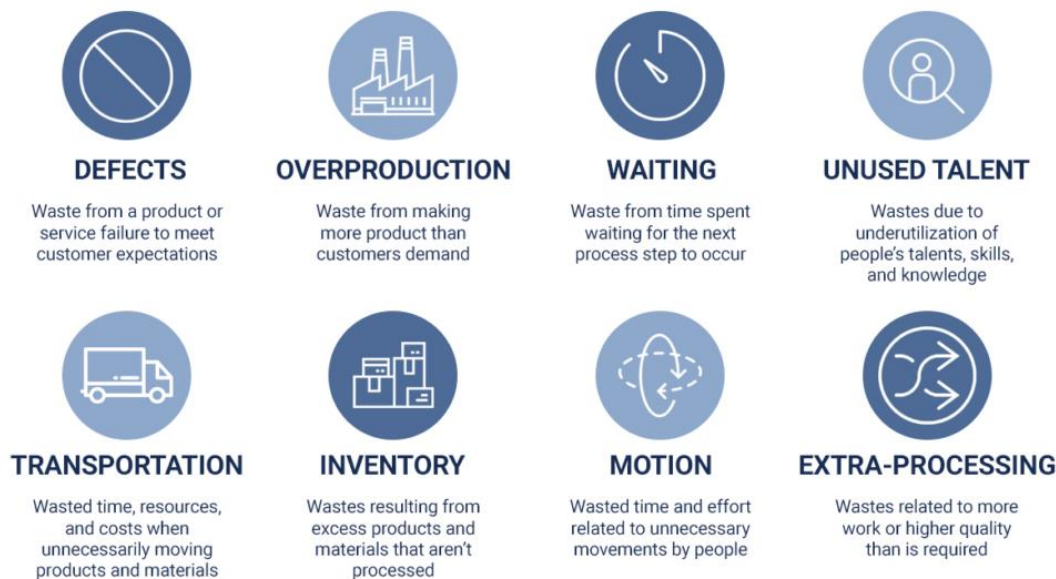 DEFECTS
Waste from a product or
service failure to meet
customer expectations
OVERPRODUCTION
Waste from making
more product than
customers demand
WAITING
Waste from time spent
waiting for the next
process step to occur
UNUSED TALENT
Wastes due to
underutilization of
people's talents, skills,
and knowledge
TRANSPORTATION
Wasted time, resources,
and costs when
unnecessarily moving
products and materials
INVENTORY
Wastes resulting from
excess products and
materials that aren't
processed
MOTION
Wasted time and effort
related to unnecessary
movements by people
EXTRA-PROCESSING
Wastes related to more
work or higher quality
than is required